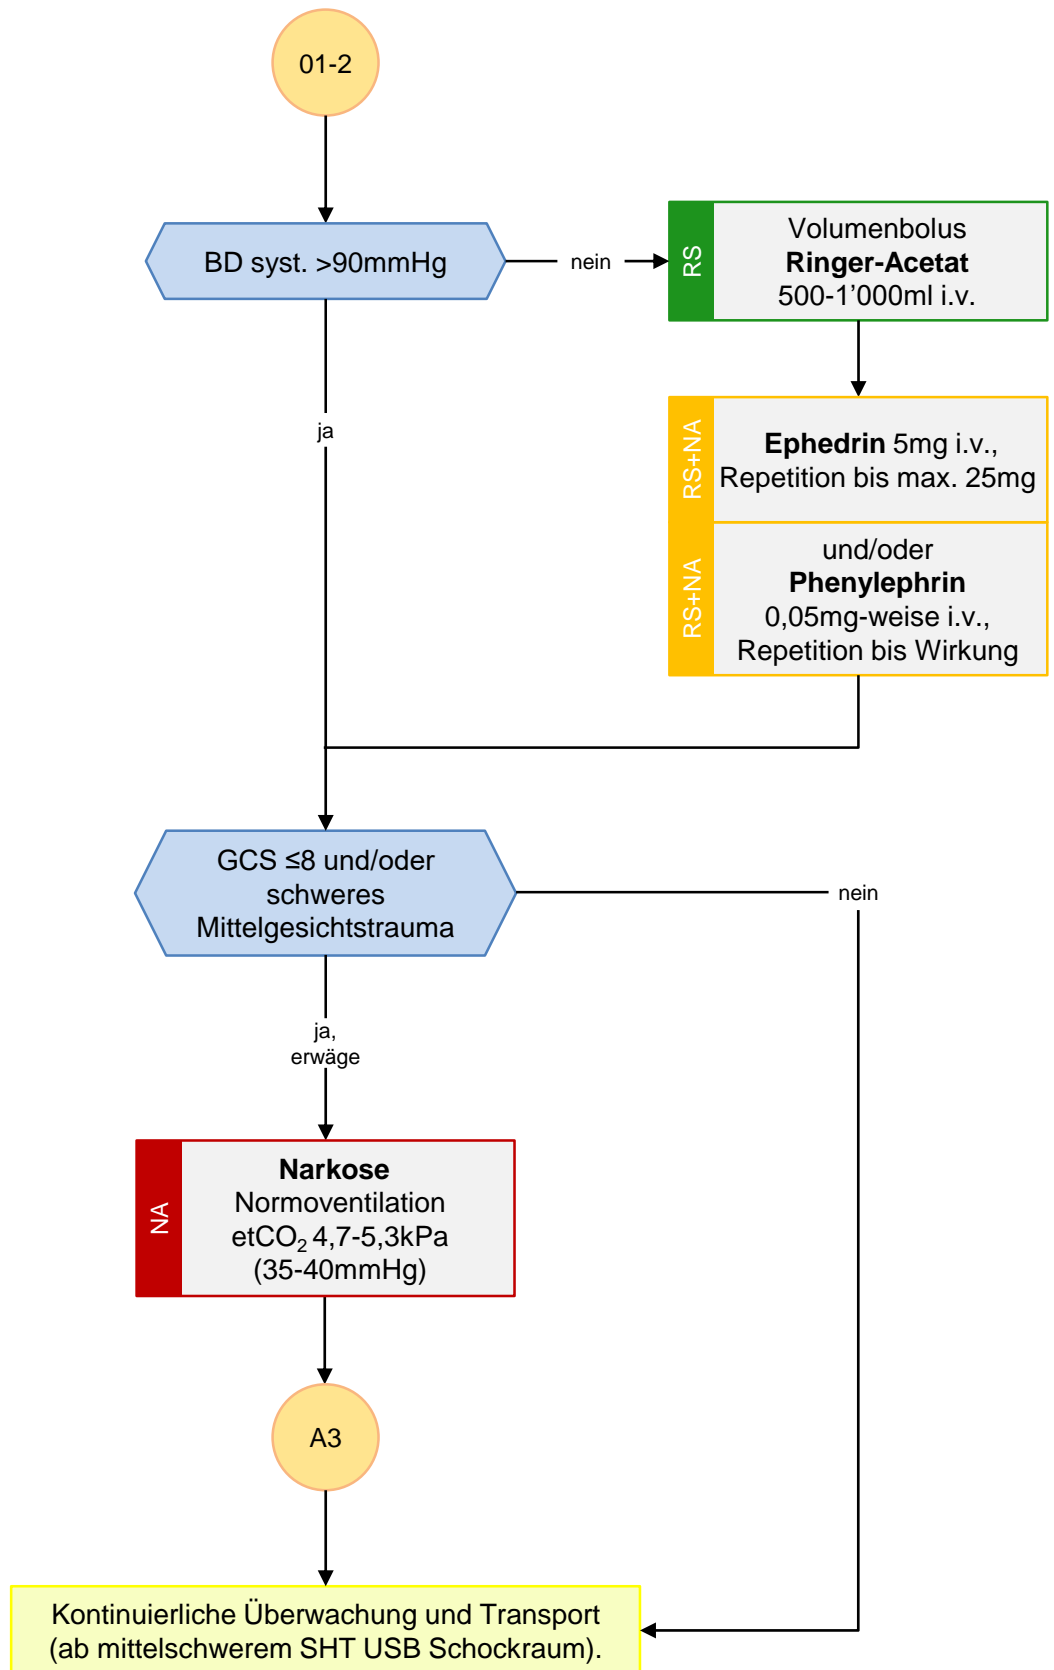 01-2
BD syst. >90mmHg
nein
RS
Volumenbolus
Ringer-Acetat
500-1’000ml i.v.
RS+NA
Ephedrin 5mg i.v.,
Repetition bis max. 25mg
ja
RS+NA
und/oder
Phenylephrin
0,05mg-weise i.v.,
Repetition bis Wirkung
GCS ≤8 und/oder
schweres
Mittelgesichtstrauma
nein
ja,
erwäge
NA
Narkose
Normoventilation
etCO₂ 4,7-5,3kPa
(35-40mmHg)
A3
Kontinuierliche Überwachung und Transport
(ab mittelschwerem SHT USB Schockraum).